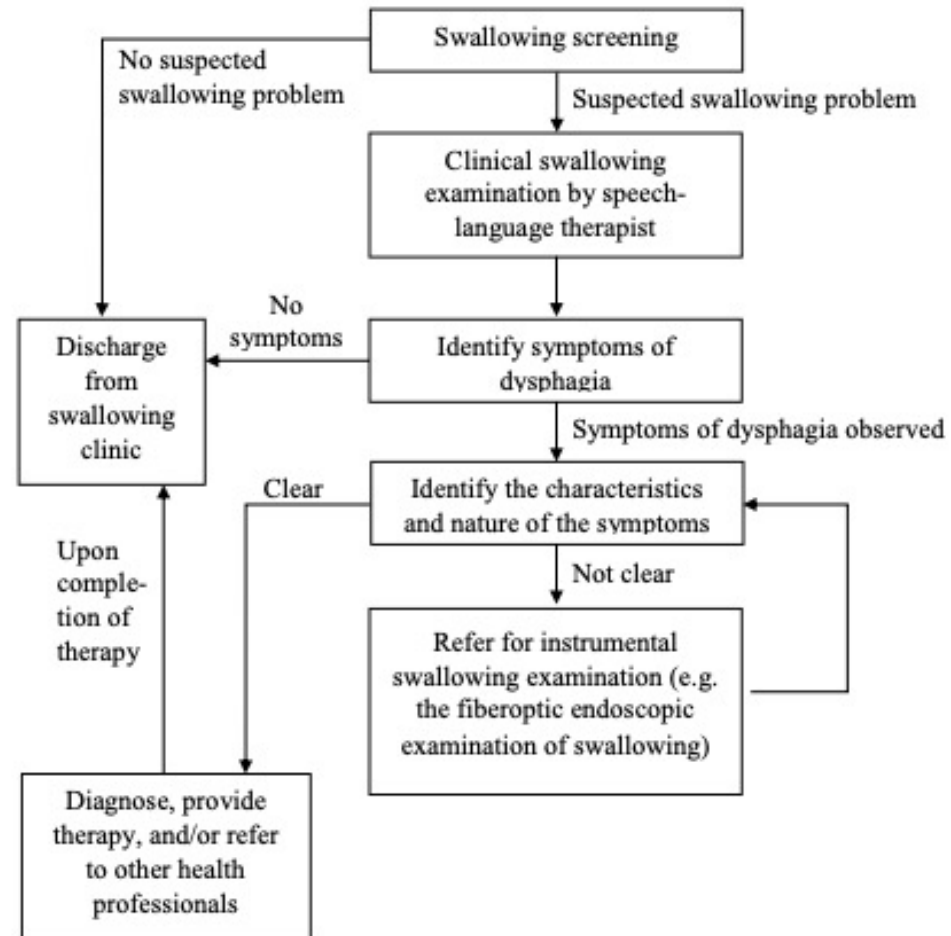 Swallowing screening
No suspected
swallowing problem
Suspected swallowing problem
Clinical swallowing
examination by speech-
language therapist
No
symptoms
Discharge
from
swallowing
clinic
Identify symptoms of
dysphagia
Symptoms of dysphagia observed
Clear
Identify the characteristics
and nature of the symptoms
Upon
comple-
tion of
therapy
Not clear
Refer for instrumental
swallowing examination (e.g.
the fiberoptic endoscopic
examination of swallowing)
Diagnose, provide
therapy, and/or refer
to other health
professionals